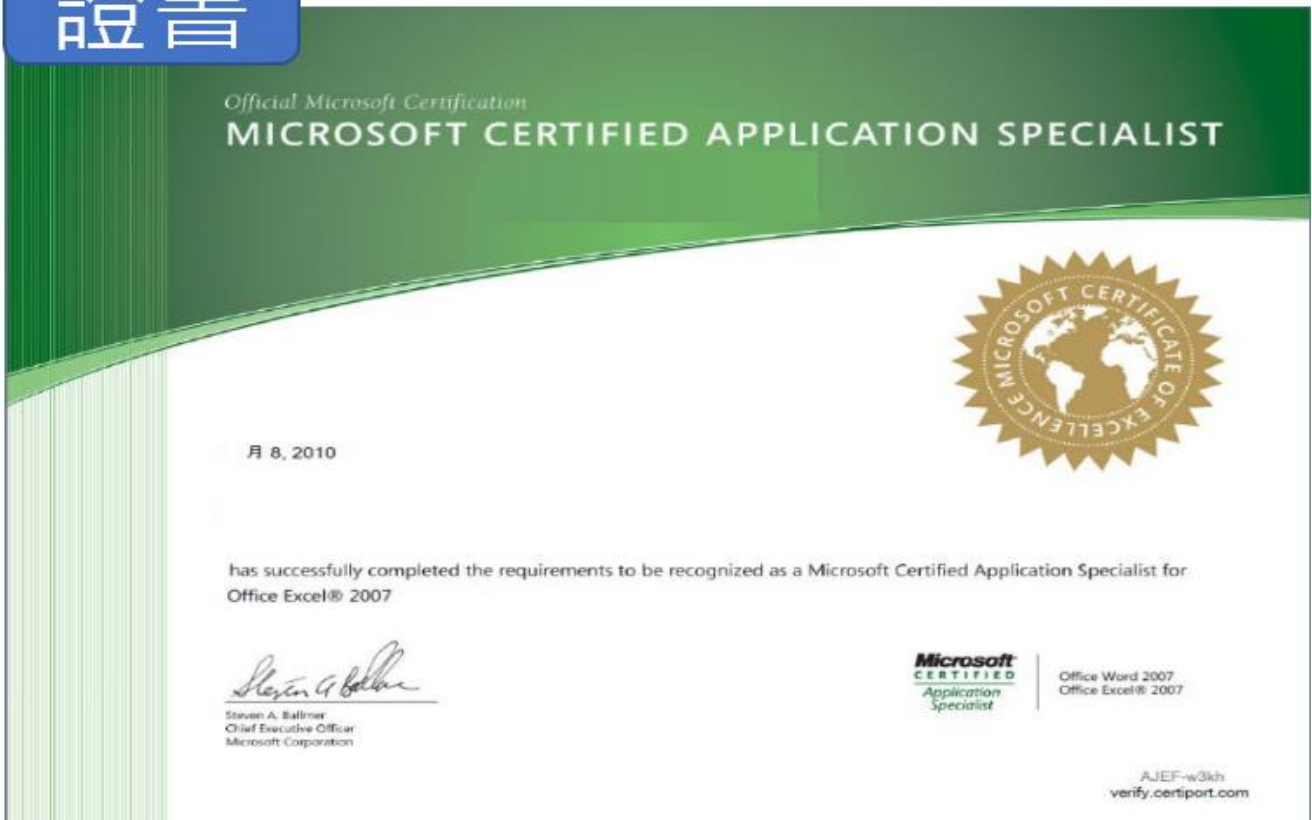 證書
Official Microsoft Certification
MICROSOFT CERTIFIED APPLICATION SPECIALIST
MICROSOFT CERTIFICATE OF EXCELLENCE
月 8, 2010
has successfully completed the requirements to be recognized as a Microsoft Certified Application Specialist for
Office Excel® 2007
Steven A. Ballmer
Chief Executive Officer
Microsoft Corporation
Microsoft
CERTIFIED
Application
Specialist
Office Word 2007
Office Excel® 2007
AJEF-w3kh
verify.certiport.com